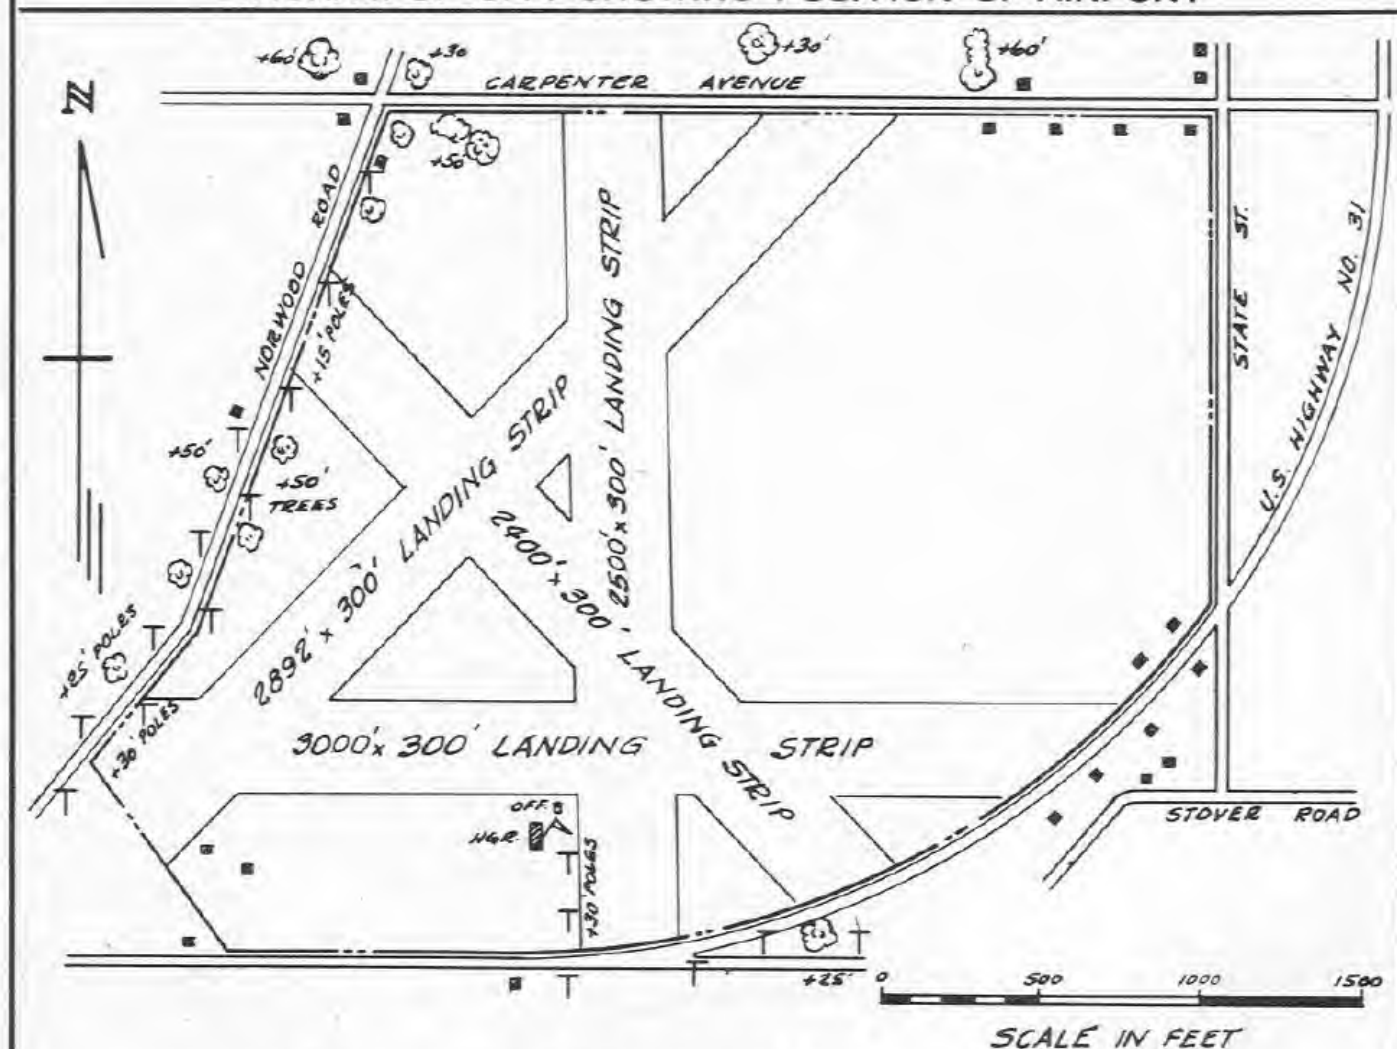 +60'
+30
+30'
+60'
CARPENTER AVENUE
N
+50'
NORWOOD ROAD
+15' POLES
STATE ST.
U.S. HIGHWAY NO. 31
+50'
+50'
TREES
2892' x 300' LANDING STRIP
2400' x 300' LANDING STRIP
2500' x 300' LANDING STRIP
+25' POLES
+30' POLES
3000' x 300' LANDING STRIP
OFF.
HGR.
+30' POLES
STOVER ROAD
+25'
0 500 1000 1500
SCALE IN FEET